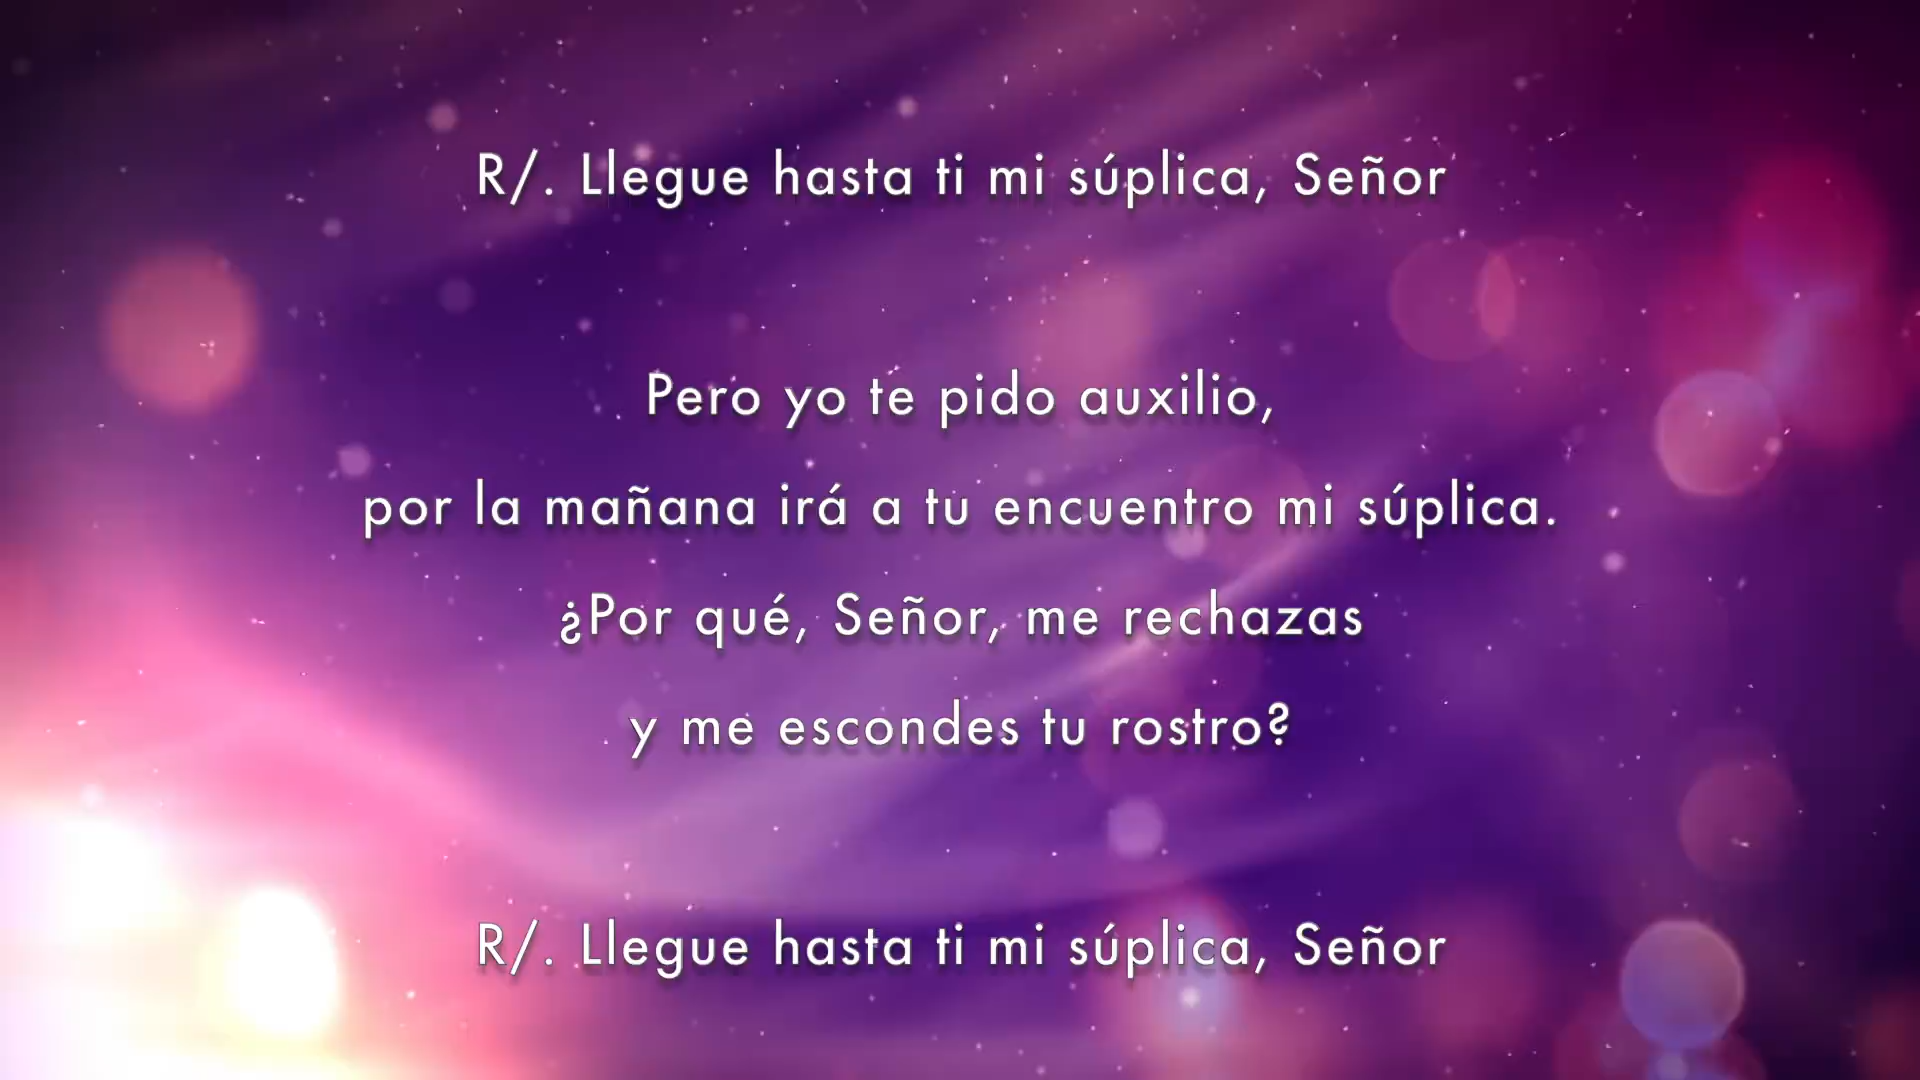 R/. Llegue hasta ti mi súplica, Señor
Pero yo te pido auxilio,
por la mañana irá a tu encuentro mi súplica.
¿Por qué, Señor, me rechazas
y me escondes tu rostro?
R/. Llegue hasta ti mi súplica, Señor